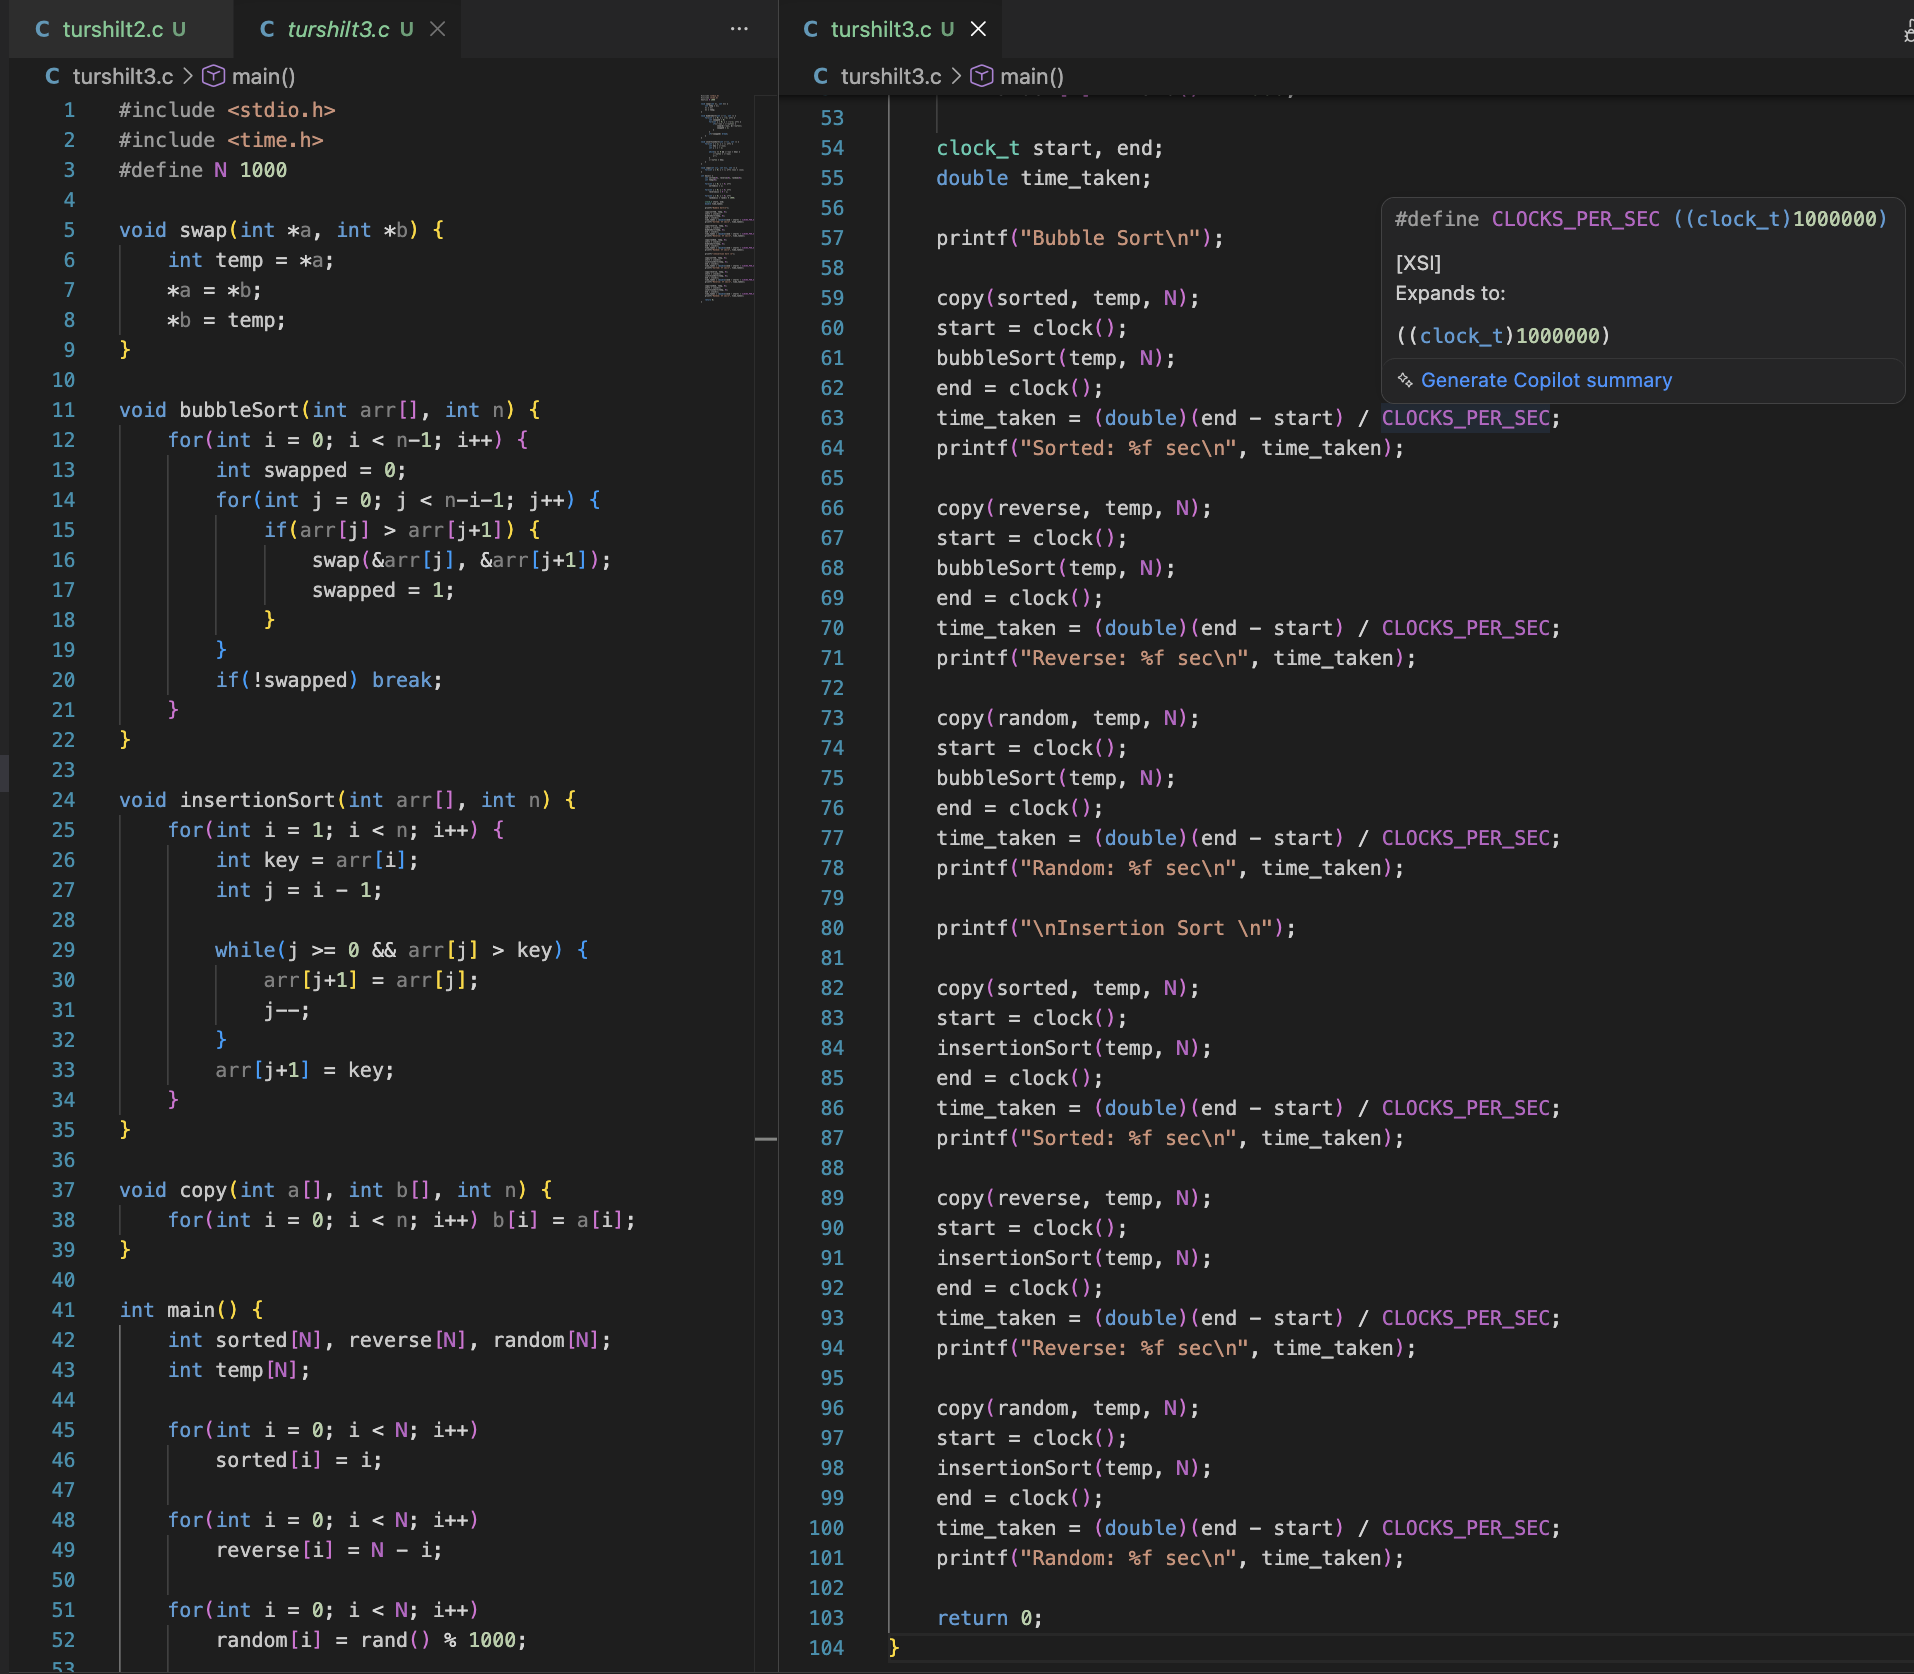 turshilt2.c U
turshilt3.c U
turshilt3.c > main()
1 #include <stdio.h>
2 #include <time.h>
3 #define N 1000
4
5 void swap(int *a, int *b) {
6     int temp = *a;
7     *a = *b;
8     *b = temp;
9 }
10
11 void bubbleSort(int arr[], int n) {
12     for(int i = 0; i < n-1; i++) {
13         int swapped = 0;
14         for(int j = 0; j < n-i-1; j++) {
15             if(arr[j] > arr[j+1]) {
16                 swap(&arr[j], &arr[j+1]);
17                 swapped = 1;
18             }
19         }
20         if(!swapped) break;
21     }
22 }
23
24 void insertionSort(int arr[], int n) {
25     for(int i = 1; i < n; i++) {
26         int key = arr[i];
27         int j = i - 1;
28
29         while(j >= 0 && arr[j] > key) {
30             arr[j+1] = arr[j];
31             j--;
32         }
33         arr[j+1] = key;
34     }
35 }
36
37 void copy(int a[], int b[], int n) {
38     for(int i = 0; i < n; i++) b[i] = a[i];
39 }
40
41 int main() {
42     int sorted[N], reverse[N], random[N];
43     int temp[N];
44
45     for(int i = 0; i < N; i++)
46         sorted[i] = i;
47
48     for(int i = 0; i < N; i++)
49         reverse[i] = N - i;
50
51     for(int i = 0; i < N; i++)
52         random[i] = rand() % 1000;
53
turshilt3.c U
turshilt3.c > main()
53
54     clock_t start, end;
55     double time_taken;
56
57     printf("Bubble Sort\n");
58
59     copy(sorted, temp, N);
60     start = clock();
61     bubbleSort(temp, N);
62     end = clock();
63     time_taken = (double)(end - start) / CLOCKS_PER_SEC;
64     printf("Sorted: %f sec\n", time_taken);
65
66     copy(reverse, temp, N);
67     start = clock();
68     bubbleSort(temp, N);
69     end = clock();
70     time_taken = (double)(end - start) / CLOCKS_PER_SEC;
71     printf("Reverse: %f sec\n", time_taken);
72
73     copy(random, temp, N);
74     start = clock();
75     bubbleSort(temp, N);
76     end = clock();
77     time_taken = (double)(end - start) / CLOCKS_PER_SEC;
78     printf("Random: %f sec\n", time_taken);
79
80     printf("\nInsertion Sort \n");
81
82     copy(sorted, temp, N);
83     start = clock();
84     insertionSort(temp, N);
85     end = clock();
86     time_taken = (double)(end - start) / CLOCKS_PER_SEC;
87     printf("Sorted: %f sec\n", time_taken);
88
89     copy(reverse, temp, N);
90     start = clock();
91     insertionSort(temp, N);
92     end = clock();
93     time_taken = (double)(end - start) / CLOCKS_PER_SEC;
94     printf("Reverse: %f sec\n", time_taken);
95
96     copy(random, temp, N);
97     start = clock();
98     insertionSort(temp, N);
99     end = clock();
100     time_taken = (double)(end - start) / CLOCKS_PER_SEC;
101     printf("Random: %f sec\n", time_taken);
102
103     return 0;
104 }
#define CLOCKS_PER_SEC ((clock_t)1000000)
[XSI]
Expands to:
((clock_t)1000000)
Generate Copilot summary